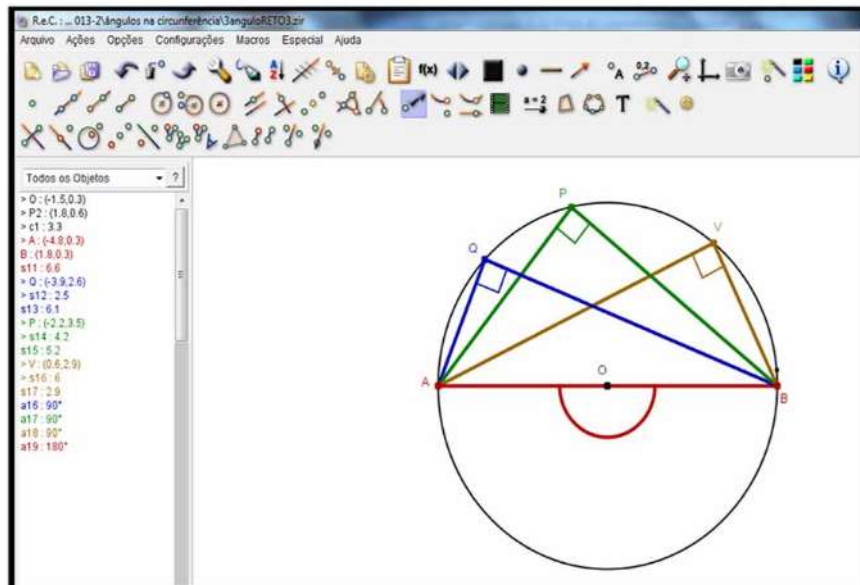 R.e.C. : ... 013-2\ângulos na circunferência\3anguloRETO3.zir
Arquivo Ações Opções Configurações Macros Especial Ajuda
A Z f(x) A 0,2 i
a = 2 T
Todos os Objetos ?
> O : (-1.5,0.3)
> P2 : (1.8,0.6)
> c1 : 3.3
> A : (-4.8,0.3)
B : (1.8,0.3)
s11 : 6.6
> Q : (-3.9,2.6)
> s12 : 2.5
s13 : 6.1
> P : (-2.2,3.5)
> s14 : 4.2
s15 : 5.2
> V : (0.6,2.9)
> s16 : 6
s17 : 2.9
a16 : 90°
a17 : 90°
a18 : 90°
a19 : 180°
P
V
Q
O
A
B